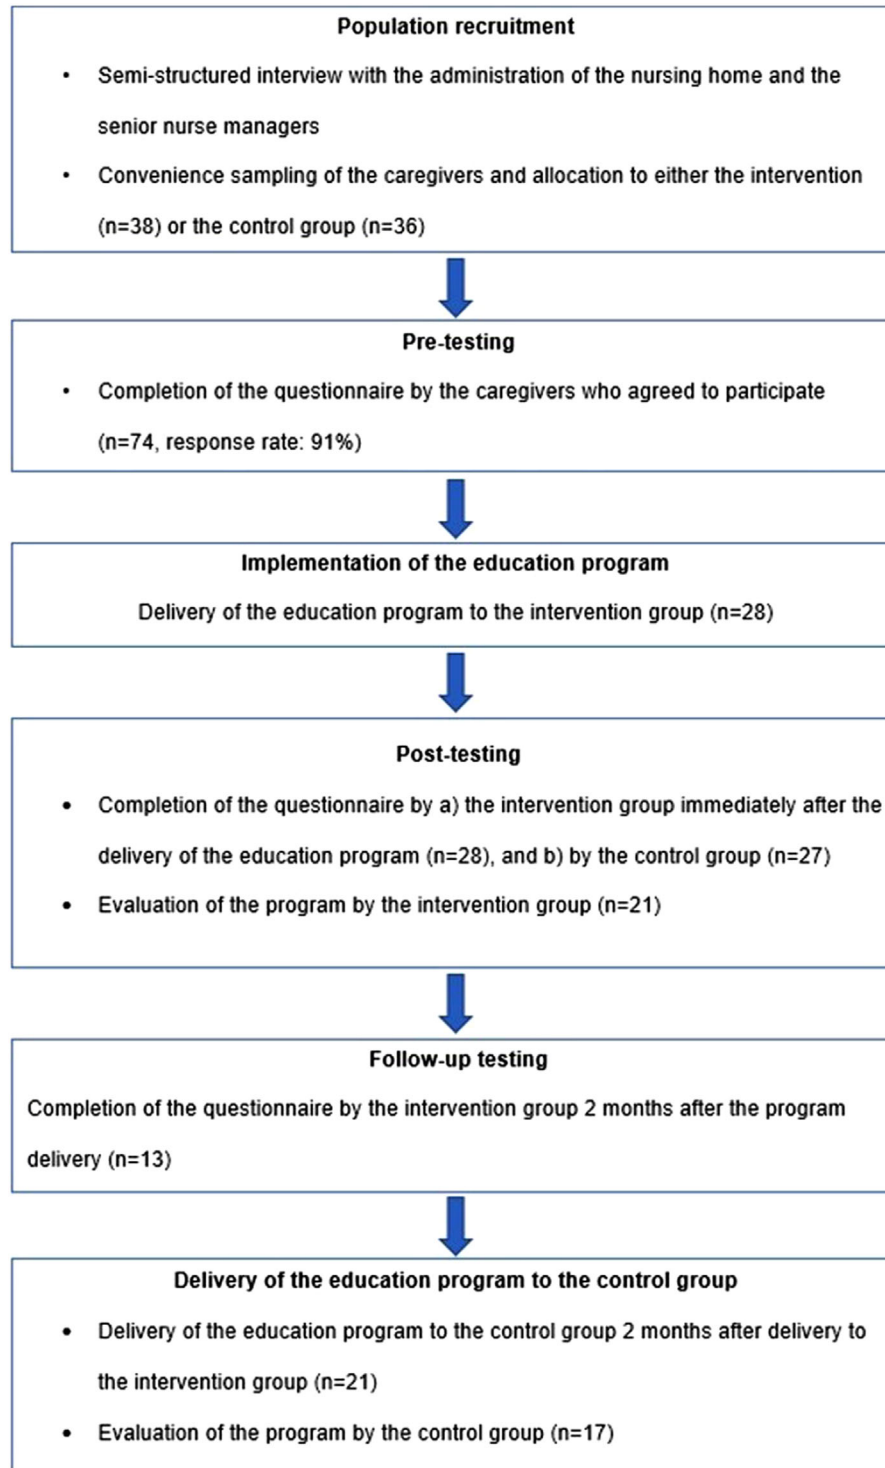 Population recruitment
• Semi-structured interview with the administration of the nursing home and the
senior nurse managers
• Convenience sampling of the caregivers and allocation to either the intervention
(n=38) or the control group (n=36)
Pre-testing
• Completion of the questionnaire by the caregivers who agreed to participate
(n=74, response rate: 91%)
Implementation of the education program
Delivery of the education program to the intervention group (n=28)
Post-testing
• Completion of the questionnaire by a) the intervention group immediately after the
delivery of the education program (n=28), and b) by the control group (n=27)
• Evaluation of the program by the intervention group (n=21)
Follow-up testing
Completion of the questionnaire by the intervention group 2 months after the program
delivery (n=13)
Delivery of the education program to the control group
• Delivery of the education program to the control group 2 months after delivery to
the intervention group (n=21)
• Evaluation of the program by the control group (n=17)